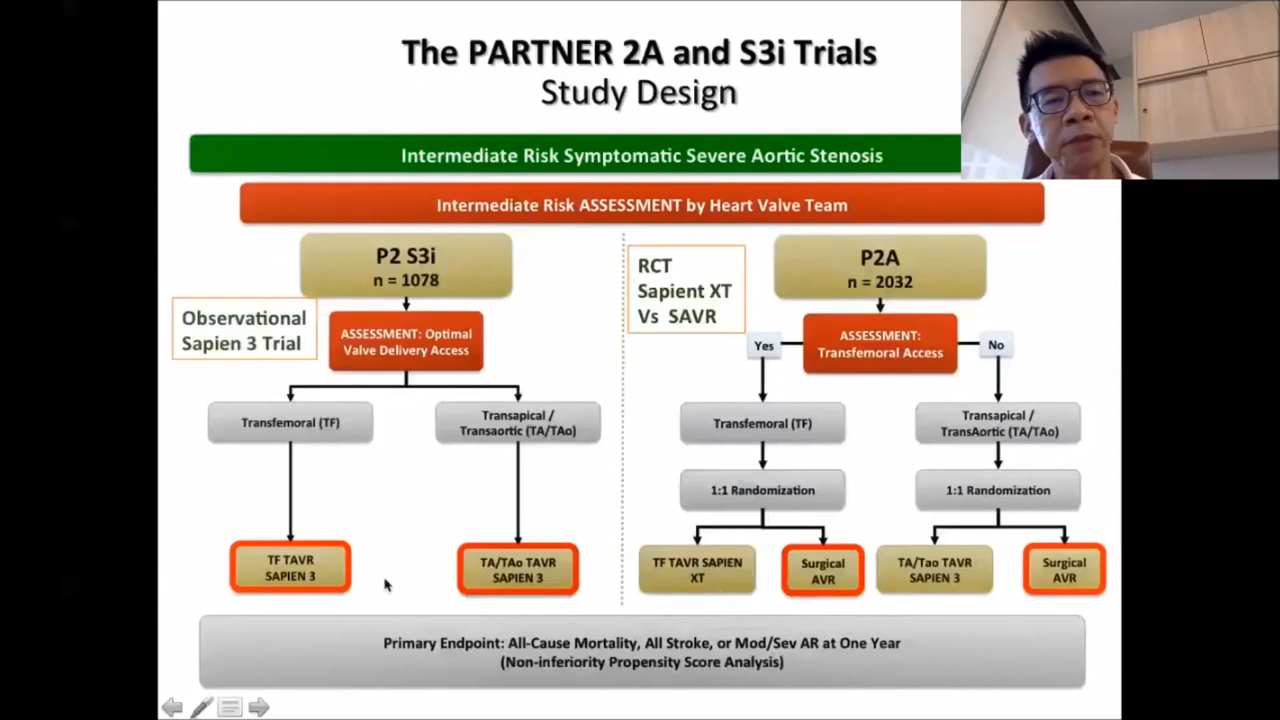 The PARTNER 2A and S3i Trials
Study Design
Intermediate Risk Symptomatic Severe Aortic Stenosis
Intermediate Risk ASSESSMENT by Heart Valve Team
P2 S3i
n = 1078
Observational
Sapien 3 Trial
ASSESSMENT: Optimal
Valve Delivery Access
Transfemoral (TF)
Transapical /
Transaortic (TA/TAo)
TF TAVR
SAPIEN 3
TA/TAo TAVR
SAPIEN 3
RCT
Sapient XT
Vs SAVR
P2A
n = 2032
ASSESSMENT:
Transfemoral Access
Yes
No
Transfemoral (TF)
Transapical /
TransAortic (TA/TAo)
1:1 Randomization
1:1 Randomization
TF TAVR SAPIEN
XT
Surgical
AVR
TA/Tao TAVR
SAPIEN 3
Surgical
AVR
Primary Endpoint: All-Cause Mortality, All Stroke, or Mod/Sev AR at One Year
(Non-inferiority Propensity Score Analysis)